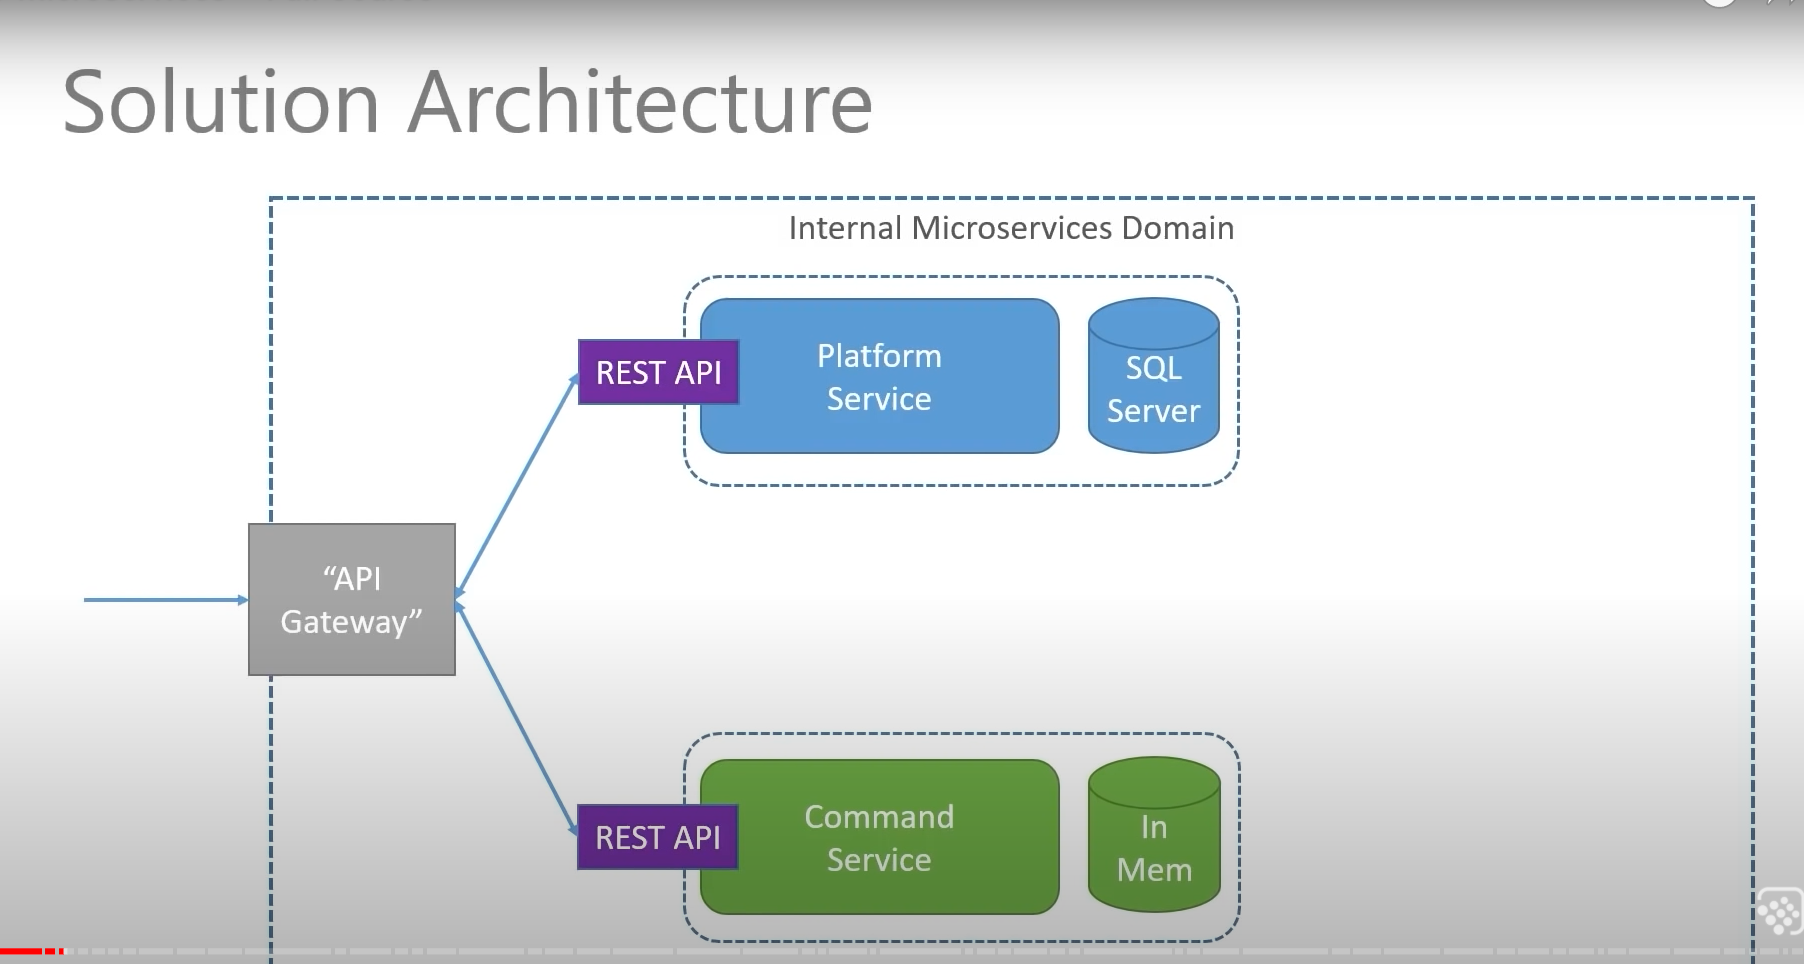 Solution Architecture
Internal Microservices Domain
REST API
Platform
Service
SQL
Server
“API
Gateway”
REST API
Command
Service
In
Mem